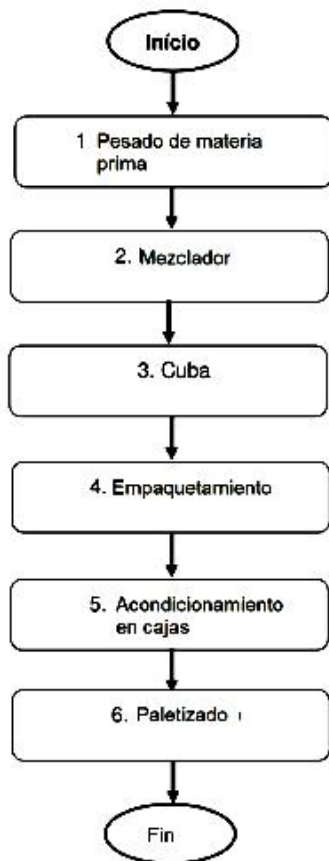 Início
1 Pesado de materia
prima
2. Mezclador
3. Cuba
4. Empaquetamiento
5. Acondicionamiento
en cajas
6. Paletizado
Fin